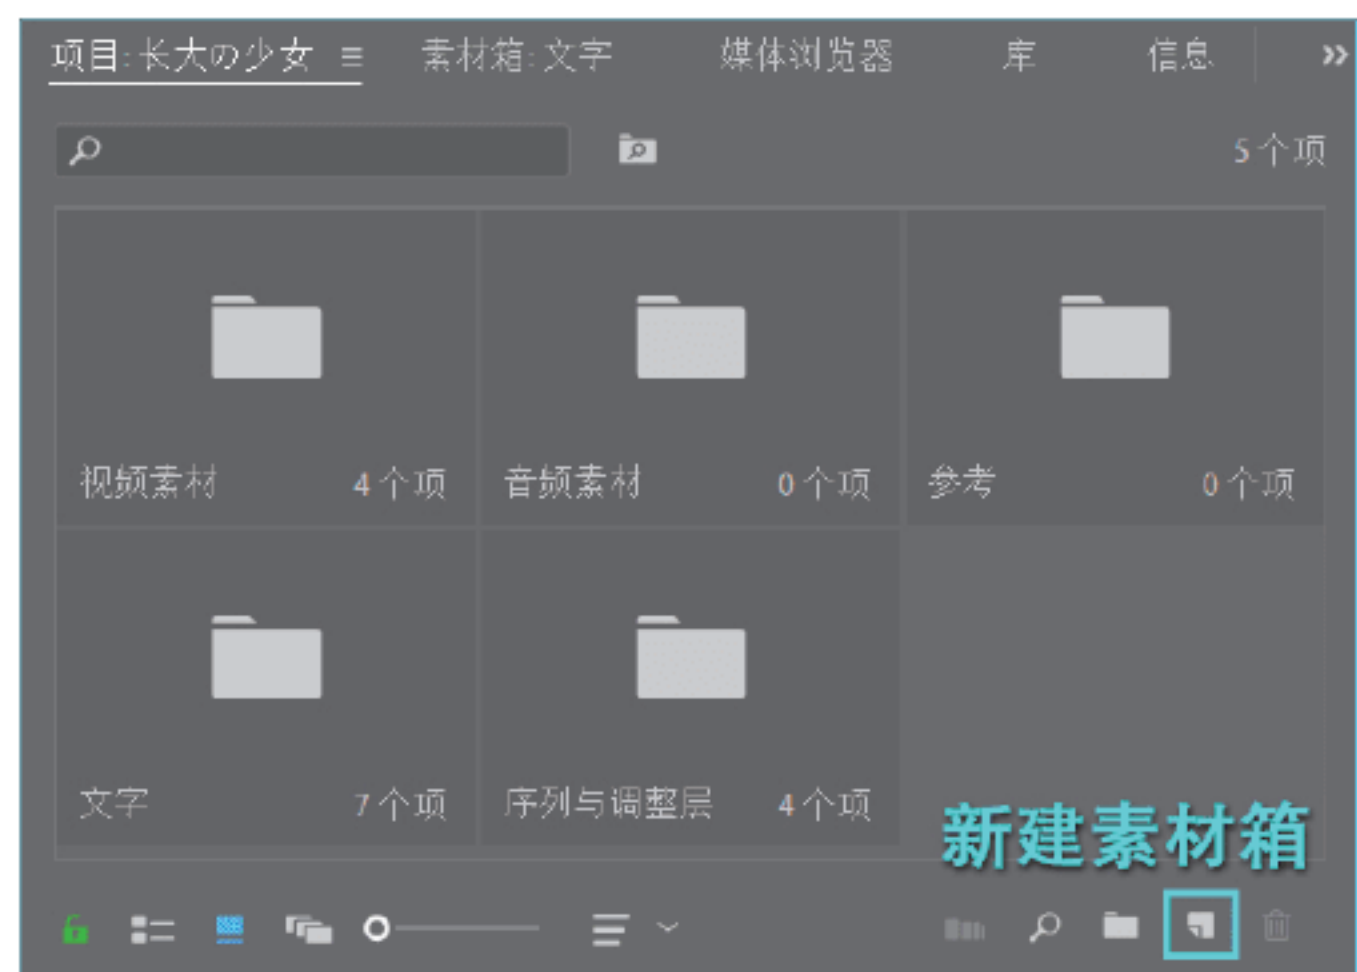 项目:长大の少女 素材箱:文字 媒体浏览器 库 信息 »
5个项
视频素材 4个项 音频素材 0个项 参考 0个项
文字 7个项 序列与调整层 4个项
新建素材箱